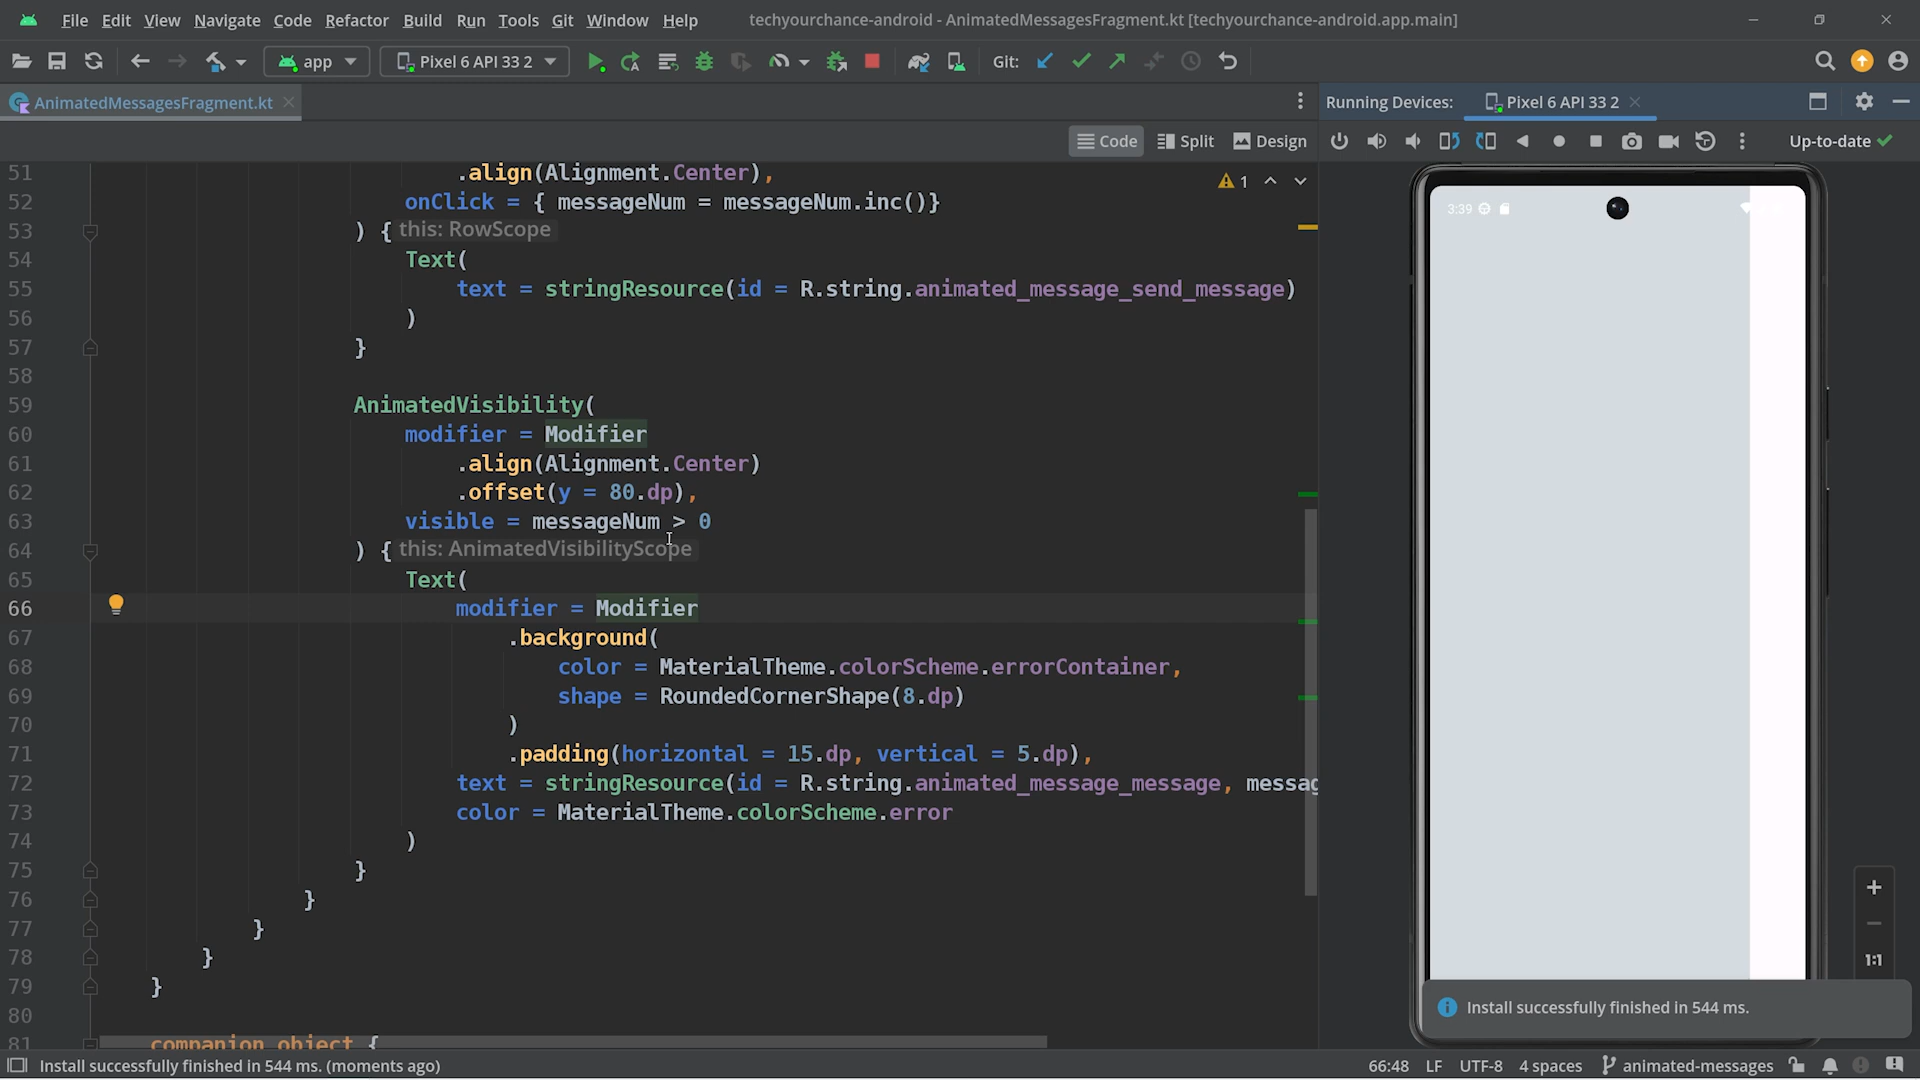 File Edit View Navigate Code Refactor Build Run Tools Git Window Help techyourchance-android - AnimatedMessagesFragment.kt [techyourchance-android.app.main]
app Pixel 6 API 33 2 Git:
AnimatedMessagesFragment.kt Running Devices: Pixel 6 API 33 2
Code Split Design Up-to-date
1
3:39
51 .align(Alignment.Center),
52 onClick = { messageNum = messageNum.inc()}
53 ) { this: RowScope
54 Text(
55 text = stringResource(id = R.string.animated_message_send_message)
56 )
57 }
58
59 AnimatedVisibility(
60 modifier = Modifier
61 .align(Alignment.Center)
62 .offset(y = 80.dp),
63 visible = messageNum > 0
64 ) { this: AnimatedVisibilityScope
65 Text(
66 modifier = Modifier
67 .background(
68 color = MaterialTheme.colorScheme.errorContainer,
69 shape = RoundedCornerShape(8.dp)
70 )
71 .padding(horizontal = 15.dp, vertical = 5.dp),
72 text = stringResource(id = R.string.animated_message_message, messag
73 color = MaterialTheme.colorScheme.error
74 )
75 }
76 }
77 }
78 }
79 }
80
81 companion object {
1:1
Install successfully finished in 544 ms.
Install successfully finished in 544 ms. (moments ago) 66:48 LF UTF-8 4 spaces animated-messages